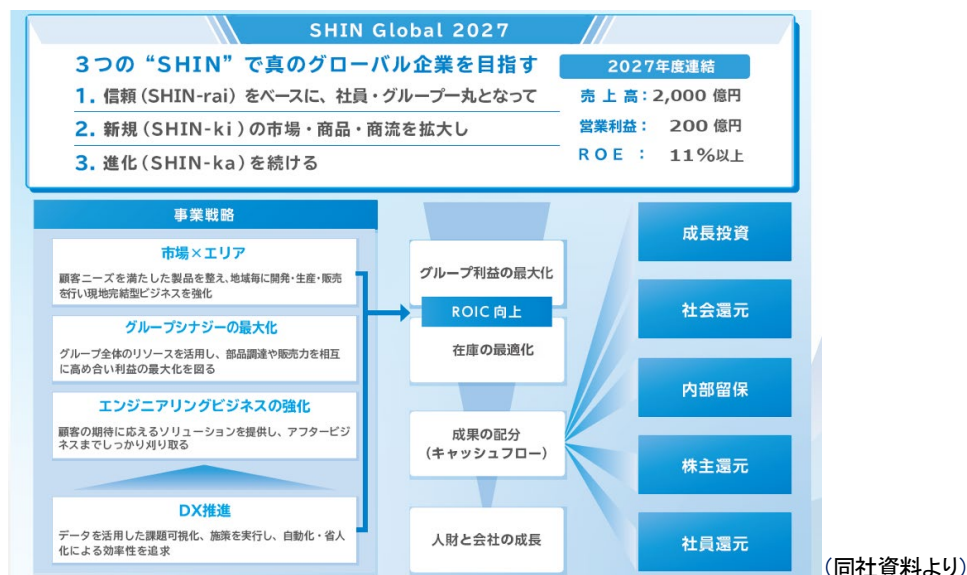 SHIN Global 2027
3つの“SHIN”で真のグローバル企業を目指す
1. 信頼(SHIN-rai)をベースに、社員・グループ一丸となって
2. 新規(SHIN-ki)の市場・商品・商流を拡大し
3. 進化(SHIN-ka)を続ける
2027年度連結
売上高:2,000 億円
営業利益: 200 億円
ROE : 11%以上
事業戦略
市場×エリア
顧客ニーズを満たした製品を整え、地域毎に開発・生産・販売
を行い現地完結型ビジネスを強化
グループシナジーの最大化
グループ全体のリソースを活用し、部品調達や販売力を相互
に高め合い利益の最大化を図る
エンジニアリングビジネスの強化
顧客の期待に応えるソリューションを提供し、アフタービジ
ネスまでしっかり刈り取る
DX推進
データを活用した課題可視化、施策を実行し、自動化・省人
化による効率性を追求
グループ利益の最大化
ROIC 向上
在庫の最適化
成果の配分
(キャッシュフロー)
人財と会社の成長
成長投資
社会還元
内部留保
株主還元
社員還元
(同社資料より)